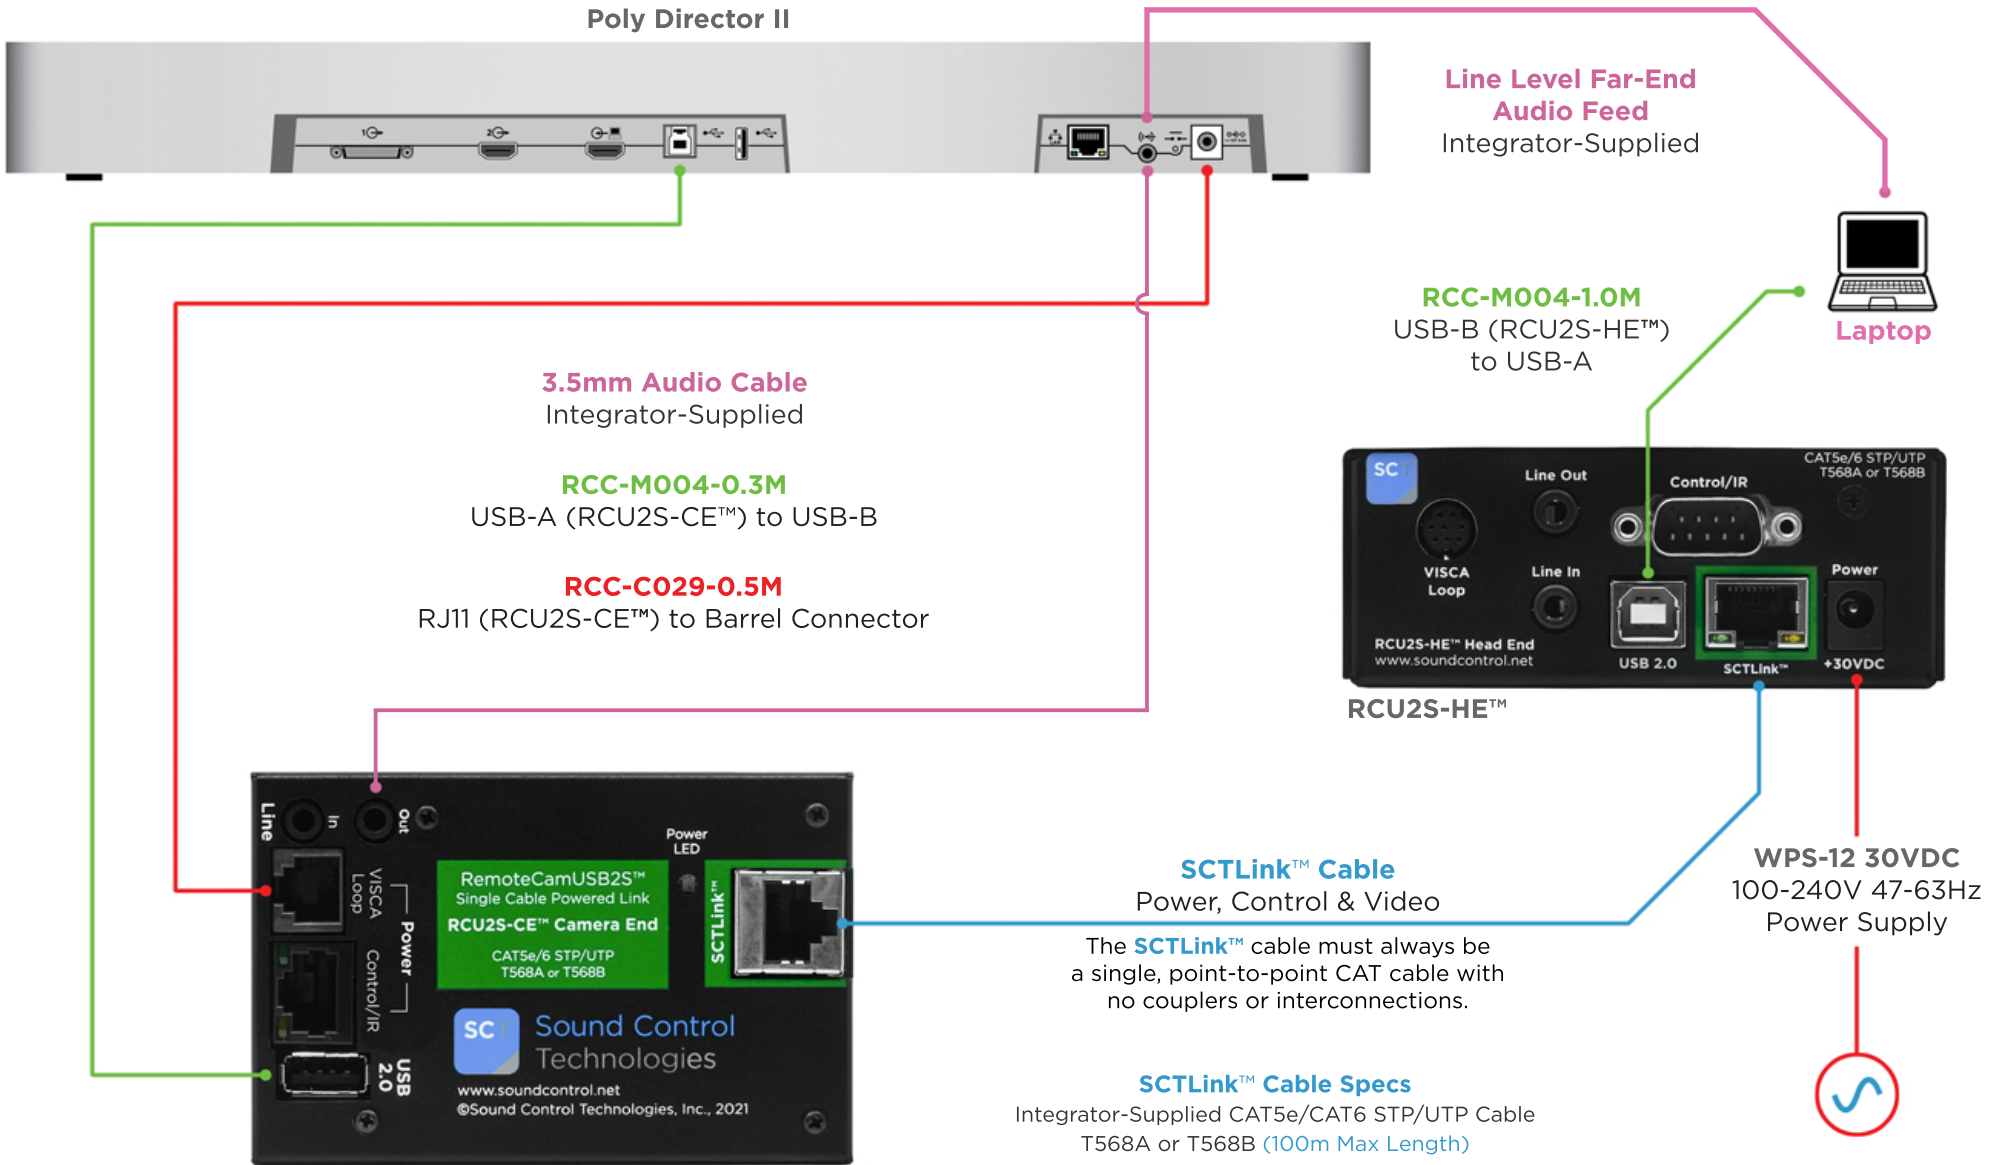 Poly Director II
1
2
LAN
Line Level Far-End
Audio Feed
Integrator-Supplied
Laptop
RCC-M004-1.0M
USB-B (RCU2S-HE™)
to USB-A
3.5mm Audio Cable
Integrator-Supplied
RCC-M004-0.3M
USB-A (RCU2S-CE™) to USB-B
RCC-C029-0.5M
RJ11 (RCU2S-CE™) to Barrel Connector
SCT
Line Out
Control/IR
CAT5e/6 STP/UTP
T568A or T568B
VISCA
Loop
Line In
Power
RCU2S-HE™ Head End
www.soundcontrol.net
USB 2.0
SCTLink™
+30VDC
RCU2S-HE™
Line
In
Out
VISCA
Loop
Power
Control/IR
USB
2.0
Power
LED
RemoteCamUSB2S™
Single Cable Powered Link
RCU2S-CE™ Camera End
CAT5e/6 STP/UTP
T568A or T568B
SCTLink™
SCT
Sound Control
Technologies
www.soundcontrol.net
©Sound Control Technologies, Inc., 2021
SCTLink™ Cable
Power, Control & Video
The SCTLink™ cable must always be
a single, point-to-point CAT cable with
no couplers or interconnections.
SCTLink™ Cable Specs
Integrator-Supplied CAT5e/CAT6 STP/UTP Cable
T568A or T568B (100m Max Length)
WPS-12 30VDC
100-240V 47-63Hz
Power Supply